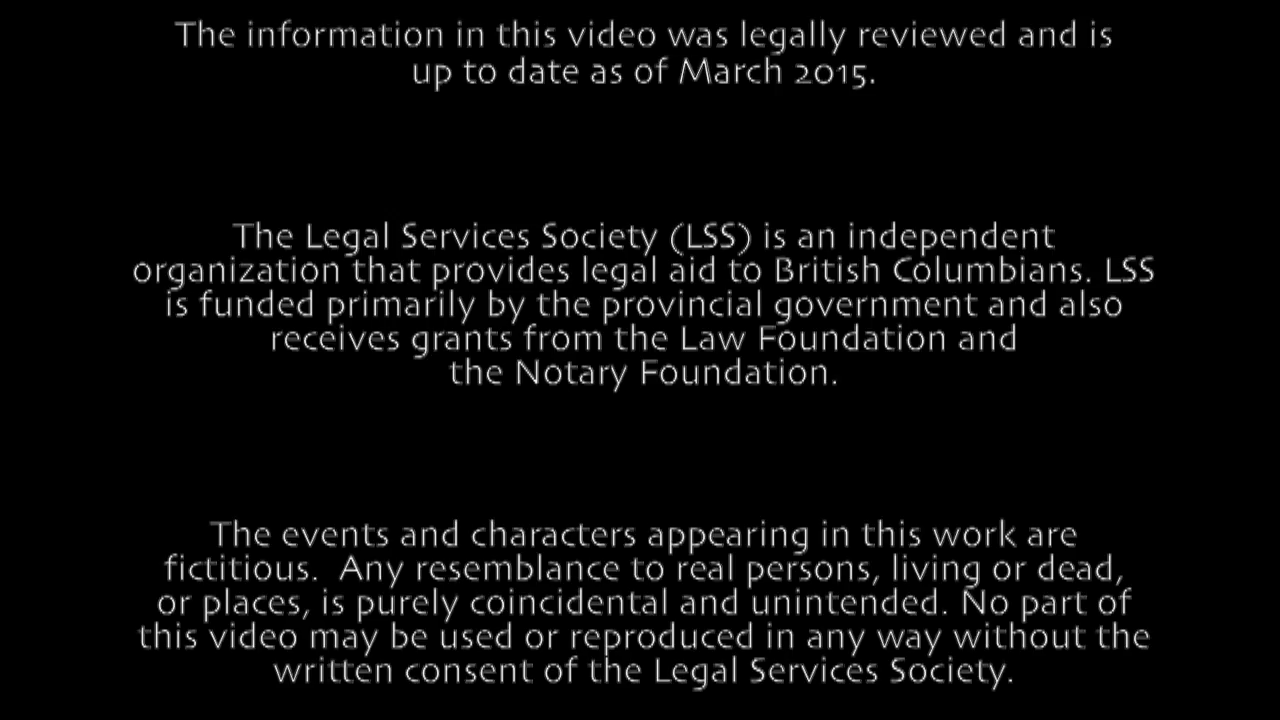 The information in this video was legally reviewed and is
up to date as of March 2015.
The Legal Services Society (LSS) is an independent
organization that provides legal aid to British Columbians. LSS
is funded primarily by the provincial government and also
receives grants from the Law Foundation and
the Notary Foundation.
The events and characters appearing in this work are
fictitious.  Any resemblance to real persons, living or dead,
or places, is purely coincidental and unintended. No part of
this video may be used or reproduced in any way without the
written consent of the Legal Services Society.